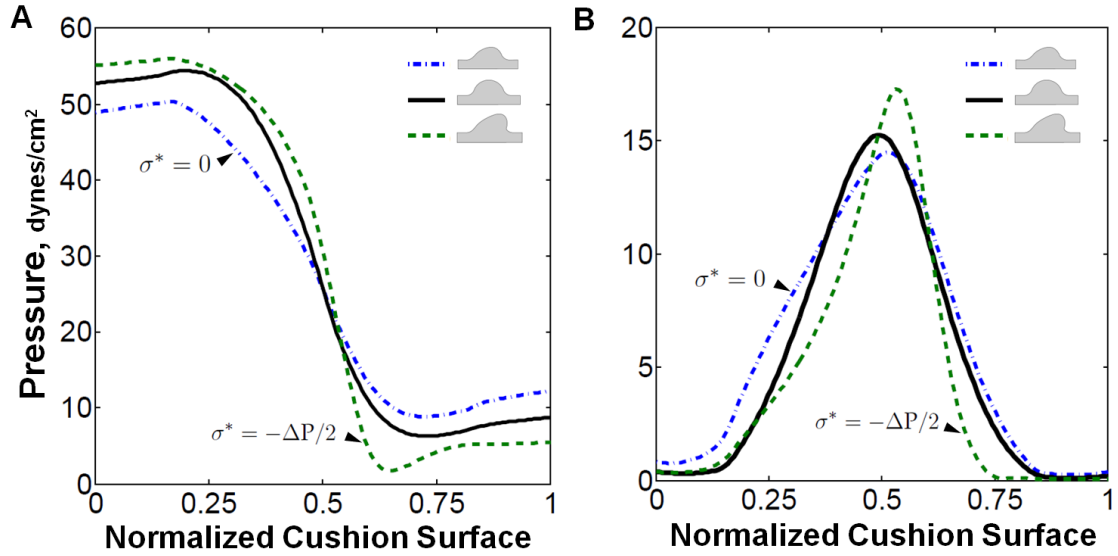 A
Pressure, dynes/cm²
60
50
40
30
20
10
0
σ* = 0
σ* = −ΔP/2
0
0.25
0.5
0.75
1
Normalized Cushion Surface
B
20
15
10
5
0
σ* = 0
σ* = −ΔP/2
0
0.25
0.5
0.75
1
Normalized Cushion Surface